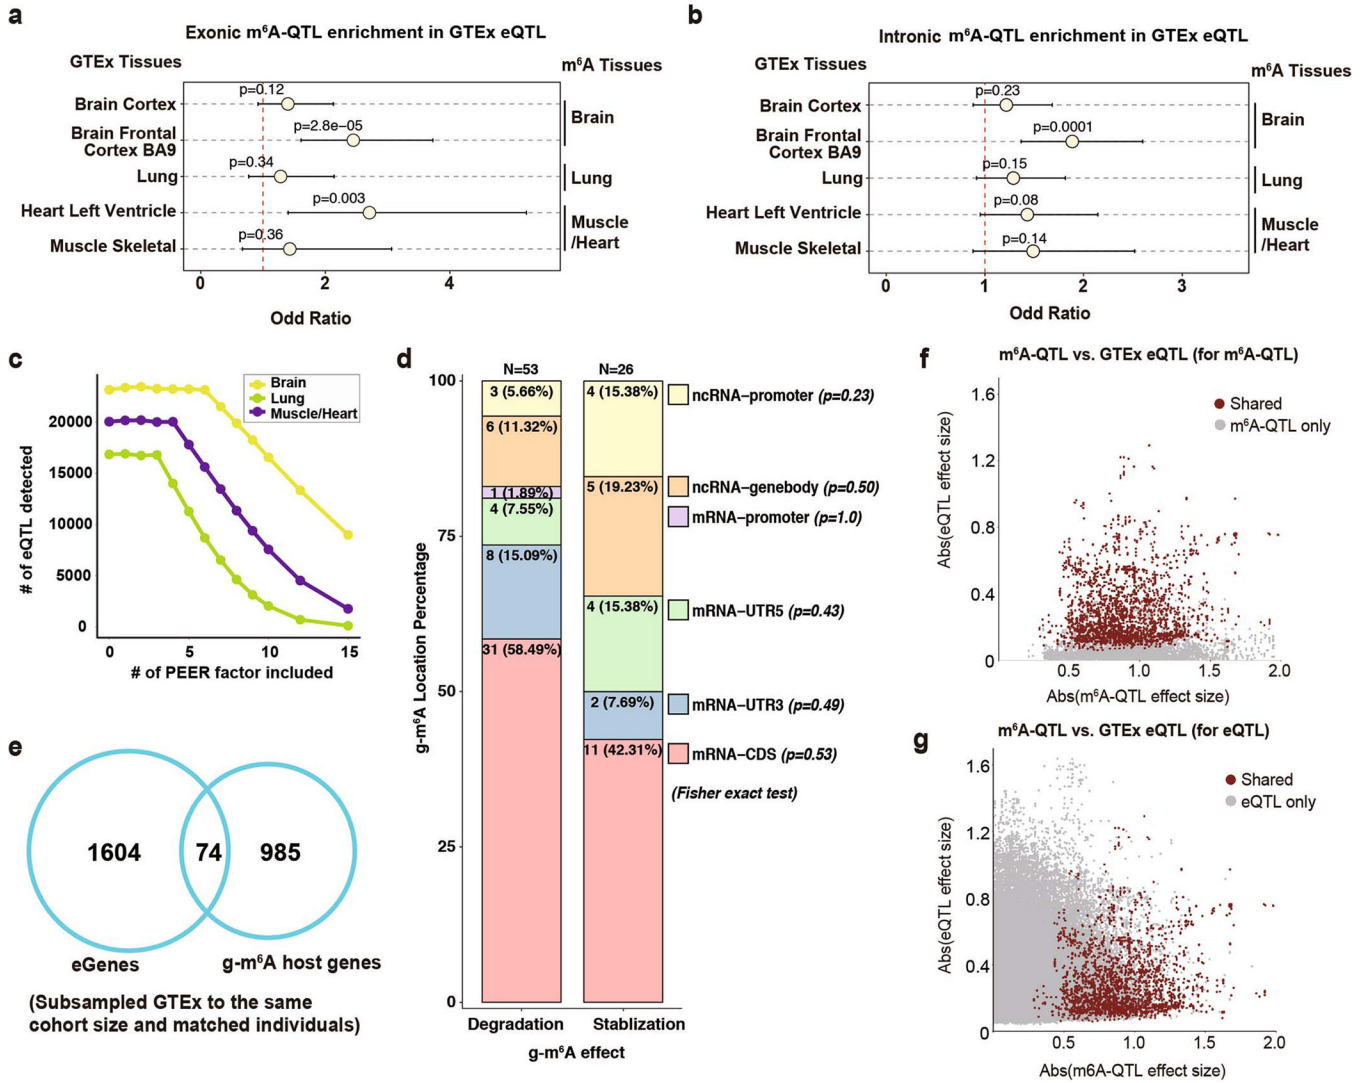 a
Exonic m⁶A-QTL enrichment in GTEx eQTL
GTEx Tissues
m⁶A Tissues
p=0.12
Brain Cortex
Brain
p=2.8e−05
Brain Frontal
Cortex BA9
p=0.34
Lung
Lung
p=0.003
Heart Left Ventricle
Muscle
/Heart
p=0.36
Muscle Skeletal
0 2 4
Odd Ratio
b
Intronic m⁶A-QTL enrichment in GTEx eQTL
GTEx Tissues
m⁶A Tissues
p=0.23
Brain Cortex
Brain
p=0.0001
Brain Frontal
Cortex BA9
p=0.15
Lung
Lung
p=0.08
Heart Left Ventricle
Muscle
/Heart
p=0.14
Muscle Skeletal
0 1 2 3
Odd Ratio
c
Brain
Lung
Muscle/Heart
# of eQTL detected
20000
15000
10000
5000
0
0 5 10 15
# of PEER factor included
d
N=53 N=26
g-m⁶A Location Percentage
100
75
50
25
0
3 (5.66%)
6 (11.32%)
1 (1.89%)
4 (7.55%)
8 (15.09%)
31 (58.49%)
4 (15.38%)
5 (19.23%)
4 (15.38%)
2 (7.69%)
11 (42.31%)
ncRNA−promoter (p=0.23)
ncRNA−genebody (p=0.50)
mRNA−promoter (p=1.0)
mRNA−UTR5 (p=0.43)
mRNA−UTR3 (p=0.49)
mRNA−CDS (p=0.53)
(Fisher exact test)
Degradation Stablization
g-m⁶A effect
e
1604 74 985
eGenes g-m⁶A host genes
(Subsampled GTEx to the same
cohort size and matched individuals)
f
m⁶A-QTL vs. GTEx eQTL (for m⁶A-QTL)
Shared
m⁶A-QTL only
Abs(eQTL effect size)
1.6
1.2
0.8
0.4
0
0.5 1.0 1.5 2.0
Abs(m⁶A-QTL effect size)
g
m⁶A-QTL vs. GTEx eQTL (for eQTL)
Shared
eQTL only
Abs(eQTL effect size)
1.6
1.2
0.8
0.4
0
0.5 1.0 1.5 2.0
Abs(m6A-QTL effect size)